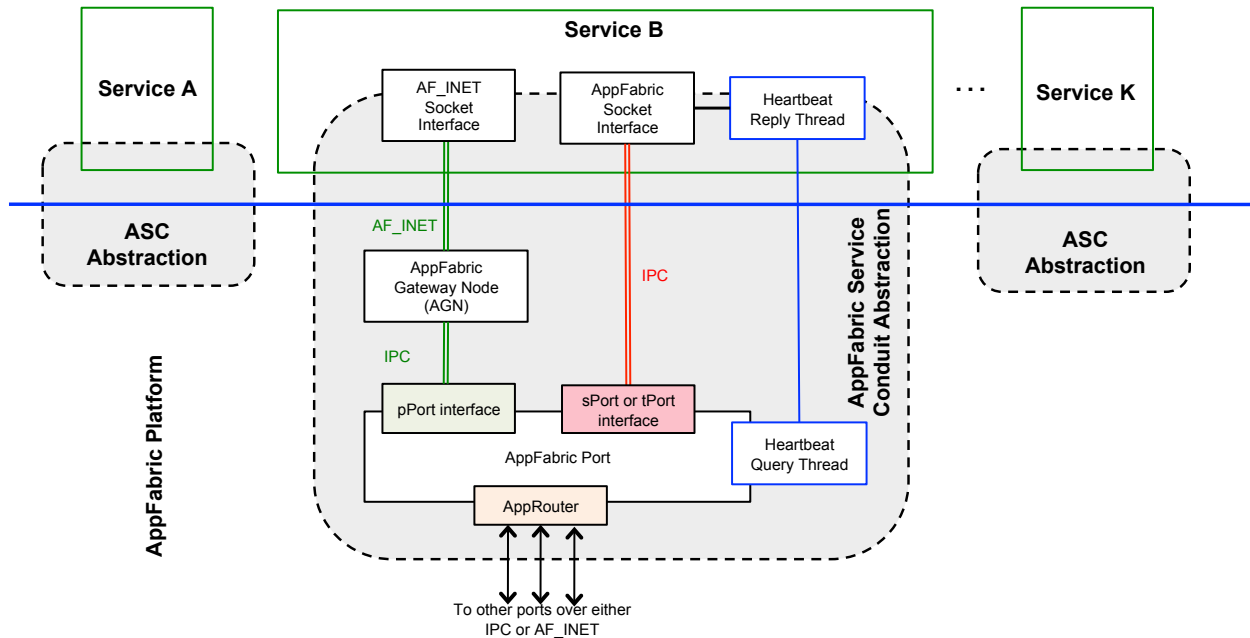 Service B
Service A
AF_INET
Socket
Interface
AppFabric
Socket
Interface
Heartbeat
Reply Thread
...
Service K
ASC
Abstraction
AF_INET
AppFabric
Gateway Node
(AGN)
IPC
IPC
AppFabric Service
Conduit Abstraction
ASC
Abstraction
AppFabric Platform
pPort interface
sPort or tPort
interface
AppFabric Port
Heartbeat
Query Thread
AppRouter
To other ports over either
IPC or AF_INET